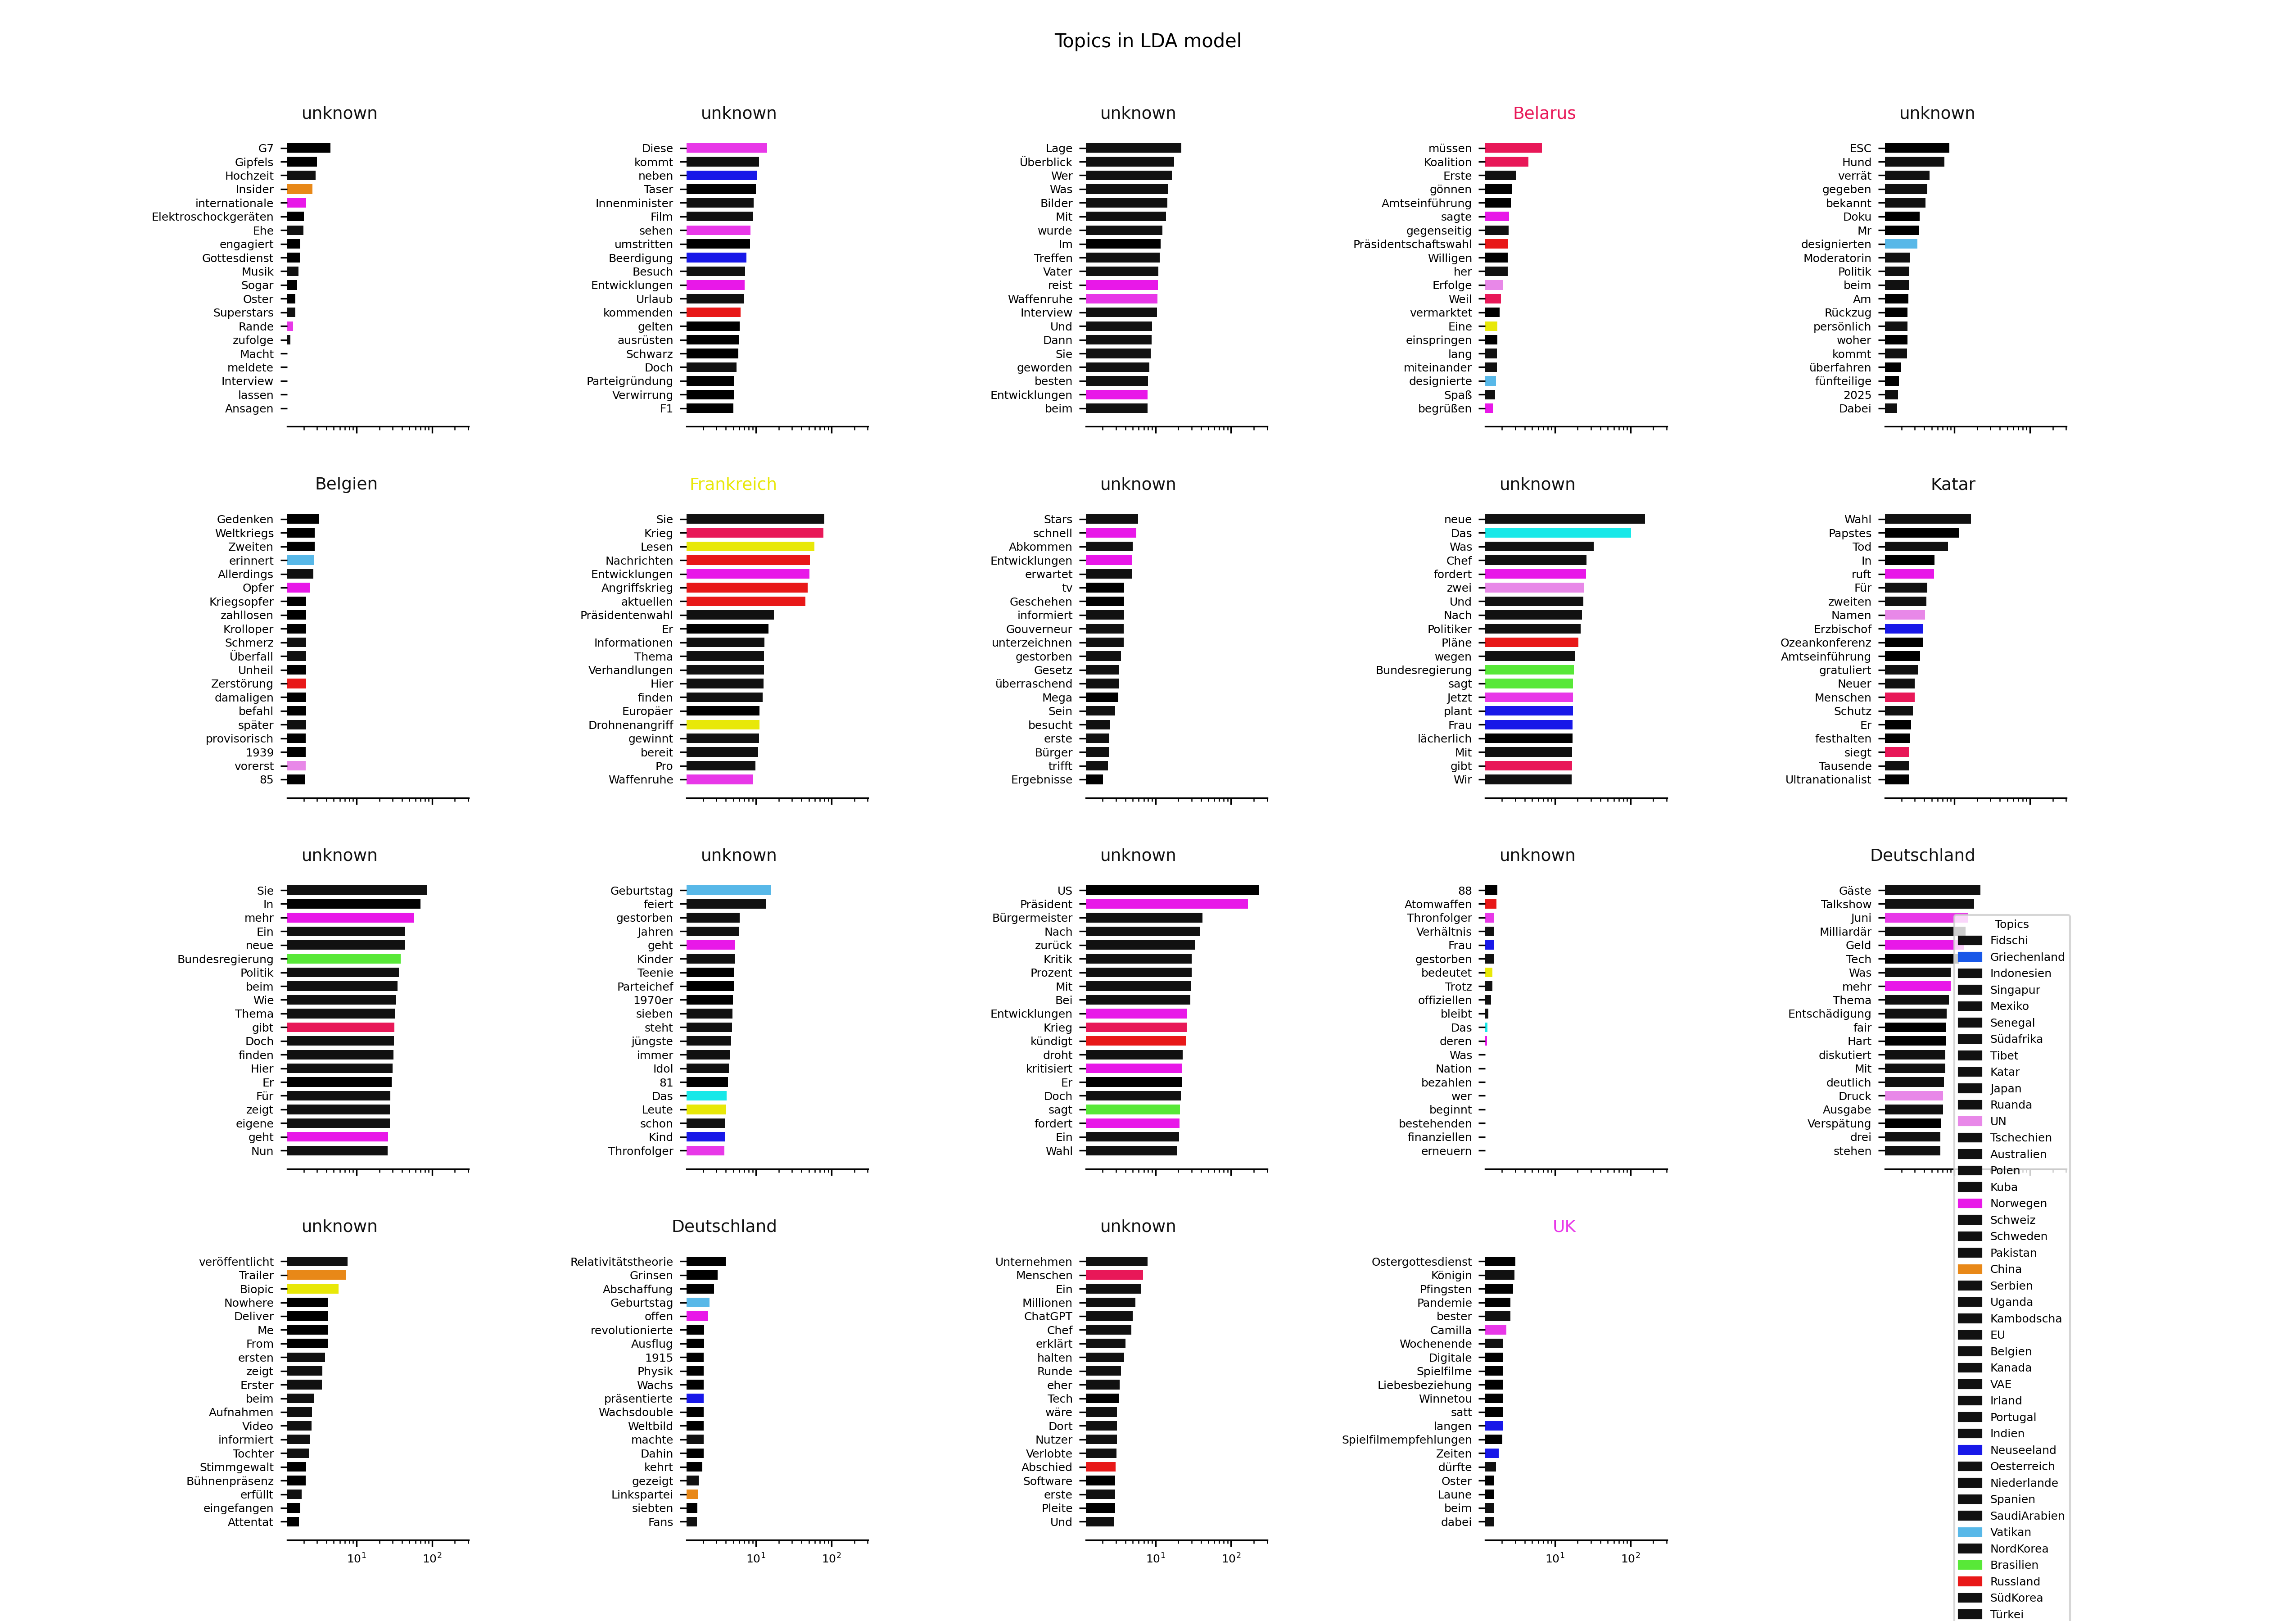 Topics in LDA model
unknown
G7
Gipfels
Hochzeit
Insider
internationale
Elektroschockgeräten
Ehe
engagiert
Gottesdienst
Musik
Sogar
Oster
Superstars
Rande
zufolge
Macht
meldete
Interview
lassen
Ansagen
unknown
Diese
kommt
neben
Taser
Innenminister
Film
sehen
umstritten
Beerdigung
Besuch
Entwicklungen
Urlaub
kommenden
gelten
ausrüsten
Schwarz
Doch
Parteigründung
Verwirrung
F1
unknown
Lage
Überblick
Wer
Was
Bilder
Mit
wurde
Im
Treffen
Vater
reist
Waffenruhe
Interview
Und
Dann
Sie
geworden
besten
Entwicklungen
beim
Belarus
müssen
Koalition
Erste
gönnen
Amtseinführung
sagte
gegenseitig
Präsidentschaftswahl
Willigen
her
Erfolge
Weil
vermarktet
Eine
einspringen
lang
miteinander
designierte
Spaß
begrüßen
unknown
ESC
Hund
verrät
gegeben
bekannt
Doku
Mr
designierten
Moderatorin
Politik
beim
Am
Rückzug
persönlich
woher
kommt
überfahren
fünfteilige
2025
Dabei
Belgien
Gedenken
Weltkriegs
Zweiten
erinnert
Allerdings
Opfer
Kriegsopfer
zahllosen
Krolloper
Schmerz
Überfall
Unheil
Zerstörung
damaligen
befahl
später
provisorisch
1939
vorerst
85
Frankreich
Sie
Krieg
Lesen
Nachrichten
Entwicklungen
Angriffskrieg
aktuellen
Präsidentenwahl
Er
Informationen
Thema
Verhandlungen
Hier
finden
Europäer
Drohnenangriff
gewinnt
bereit
Pro
Waffenruhe
unknown
Stars
schnell
Abkommen
Entwicklungen
erwartet
tv
Geschehen
informiert
Gouverneur
unterzeichnen
gestorben
Gesetz
überraschend
Mega
Sein
besucht
erste
Bürger
trifft
Ergebnisse
unknown
neue
Das
Was
Chef
fordert
zwei
Und
Nach
Politiker
Pläne
wegen
Bundesregierung
sagt
Jetzt
plant
Frau
lächerlich
Mit
gibt
Wir
Katar
Wahl
Papstes
Tod
In
ruft
Für
zweiten
Namen
Erzbischof
Ozeankonferenz
Amtseinführung
gratuliert
Neuer
Menschen
Schutz
Er
festhalten
siegt
Tausende
Ultranationalist
unknown
Sie
In
mehr
Ein
neue
Bundesregierung
Politik
beim
Wie
Thema
gibt
Doch
finden
Hier
Er
Für
zeigt
eigene
geht
Nun
unknown
Geburtstag
feiert
gestorben
Jahren
geht
Kinder
Teenie
Parteichef
1970er
sieben
steht
jüngste
immer
Idol
81
Das
Leute
schon
Kind
Thronfolger
unknown
US
Präsident
Bürgermeister
Nach
zurück
Kritik
Prozent
Mit
Bei
Entwicklungen
Krieg
kündigt
droht
kritisiert
Er
Doch
sagt
fordert
Ein
Wahl
unknown
88
Atomwaffen
Thronfolger
Verhältnis
Frau
gestorben
bedeutet
Trotz
offiziellen
bleibt
Das
deren
Was
Nation
bezahlen
wer
beginnt
bestehenden
finanziellen
erneuern
Deutschland
Gäste
Talkshow
Juni
Milliardär
Geld
Tech
Was
mehr
Thema
Entschädigung
fair
Hart
diskutiert
Mit
deutlich
Druck
Ausgabe
Verspätung
drei
stehen
unknown
veröffentlicht
Trailer
Biopic
Nowhere
Deliver
Me
From
ersten
zeigt
Erster
beim
Aufnahmen
Video
informiert
Tochter
Stimmgewalt
Bühnenpräsenz
erfüllt
eingefangen
Attentat
10¹ 10²
Deutschland
Relativitätstheorie
Grinsen
Abschaffung
Geburtstag
offen
revolutionierte
Ausflug
1915
Physik
Wachs
präsentierte
Wachsdouble
Weltbild
machte
Dahin
kehrt
gezeigt
Linkspartei
siebten
Fans
10¹ 10²
unknown
Unternehmen
Menschen
Ein
Millionen
ChatGPT
Chef
erklärt
halten
Runde
eher
Tech
wäre
Dort
Nutzer
Verlobte
Abschied
Software
erste
Pleite
Und
10¹ 10²
UK
Ostergottesdienst
Königin
Pfingsten
Pandemie
bester
Camilla
Wochenende
Digitale
Spielfilme
Liebesbeziehung
Winnetou
satt
langen
Spielfilmempfehlungen
Zeiten
dürfte
Oster
Laune
beim
dabei
10¹ 10²
Topics
Fidschi
Griechenland
Indonesien
Singapur
Mexiko
Senegal
Südafrika
Tibet
Katar
Japan
Ruanda
UN
Tschechien
Australien
Polen
Kuba
Norwegen
Schweiz
Schweden
Pakistan
China
Serbien
Uganda
Kambodscha
EU
Belgien
Kanada
VAE
Irland
Portugal
Indien
Neuseeland
Oesterreich
Niederlande
Spanien
SaudiArabien
Vatikan
NordKorea
Brasilien
Russland
SüdKorea
Türkei